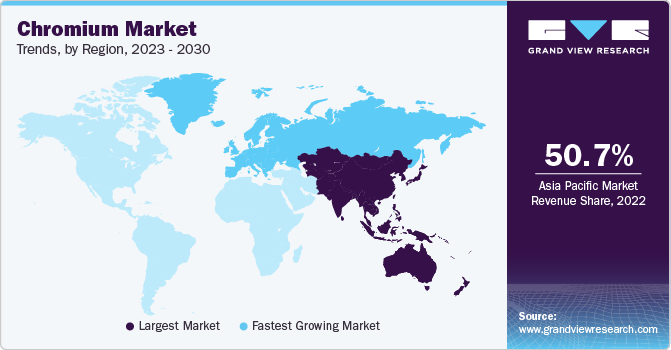 Chromium Market
Trends, by Region, 2023 - 2030
GRAND VIEW RESEARCH
50.7%
Asia Pacific Market
Revenue Share, 2022
Largest Market
Fastest Growing Market
Source:
www.grandviewresearch.com